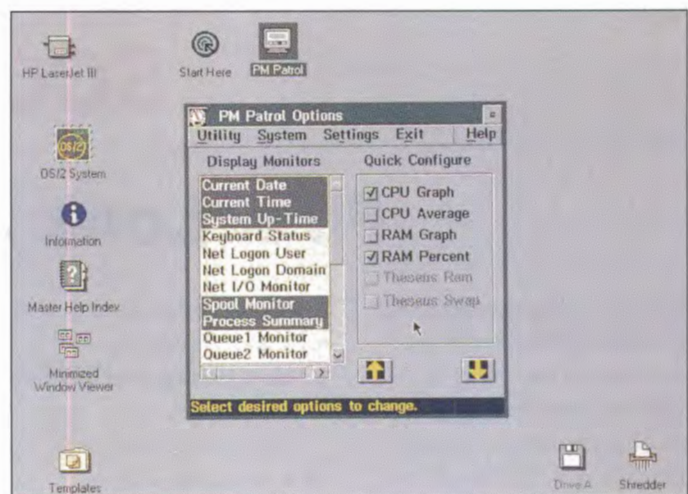 HP LaserJet III
Start Here
PM Patrol
OS/2
OS/2 System
Information
Master Help Index
Minimized
Window Viewer
Templates
PM Patrol Options
Utility System Settings Exit Help
Display Monitors
Current Date
Current Time
System Up-Time
Keyboard Status
Net Logon User
Net Logon Domain
Net I/O Monitor
Spool Monitor
Process Summary
Queue1 Monitor
Queue2 Monitor
Quick Configure
CPU Graph
CPU Average
RAM Graph
RAM Percent
Theseus Ram
Theseus Swap
Select desired options to change.
Drive A
Shredder